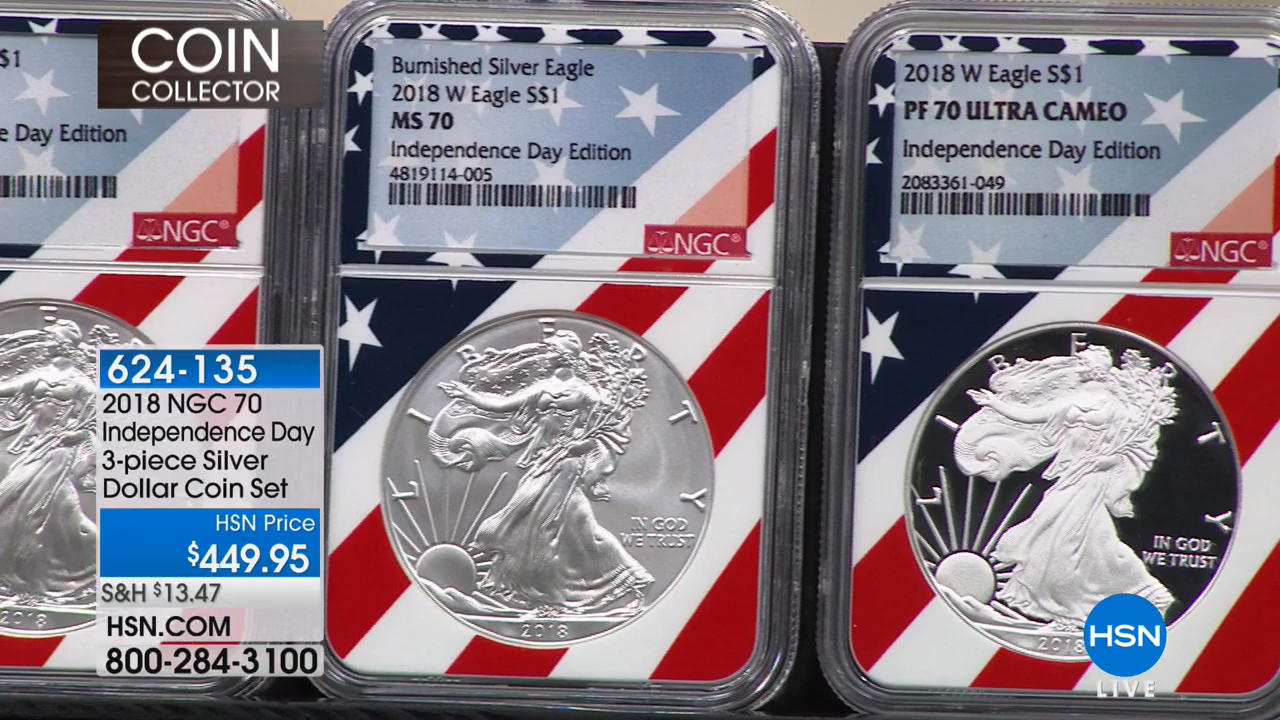 COIN
COLLECTOR
$1
e Day Edition
NGC
Burnished Silver Eagle
2018 W Eagle S$1
MS 70
Independence Day Edition
4819114-005
NGC®
2018 W Eagle S$1
PF 70 ULTRA CAMEO
Independence Day Edition
2083361-049
NGC®
624-135
2018 NGC 70
Independence Day
3-piece Silver
Dollar Coin Set
HSN Price
$449.95
S&H $13.47
HSN.COM
800-284-3100
2018
LIBERTY
IN GOD
WE TRUST
2018
LIBERTY
IN GOD
WE TRUST
2018
HSN
LIVE